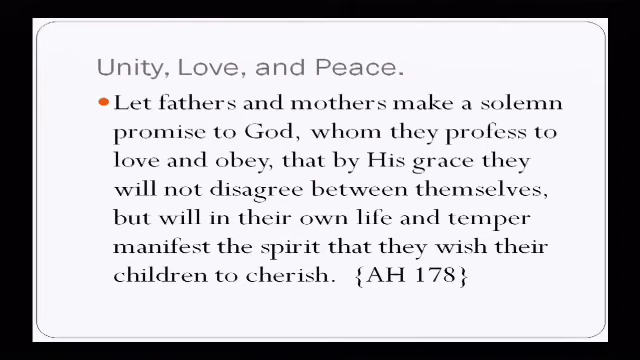 Unity, Love, and Peace.
Let fathers and mothers make a solemn
promise to God, whom they profess to
love and obey, that by His grace they
will not disagree between themselves,
but will in their own life and temper
manifest the spirit that they wish their
children to cherish. {AH 178}